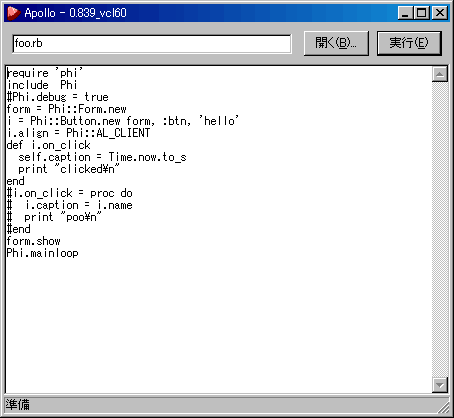 Apollo - 0.839_vcl60
foo.rb
開く(B)...
実行(E)
require 'phi'
include  Phi
#Phi.debug = true
form = Phi::Form.new
i = Phi::Button.new form, :btn, 'hello'
i.align = Phi::AL_CLIENT
def i.on_click
  self.caption = Time.now.to_s
  print "clicked¥n"
end
#i.on_click = proc do
#  i.caption = i.name
#  print "poo¥n"
#end
form.show
Phi.mainloop
準備